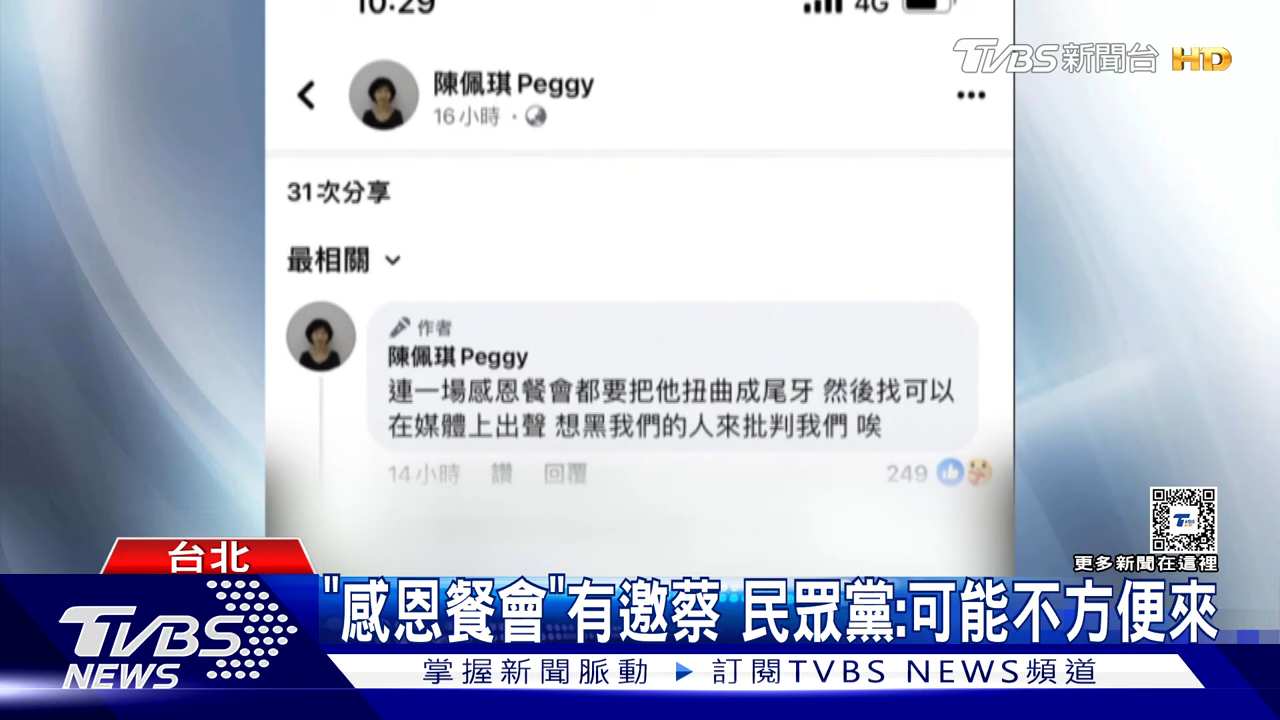 10:29
4G
TVBS新聞台 HD
陳佩琪 Peggy
16 小時 ·
31次分享
最相關
作者
陳佩琪 Peggy
連一場感恩餐會都要把他扭曲成尾牙 然後找可以
在媒體上出聲 想黑我們的人來批判我們 唉
14 小時 讚 回覆 249
TVBS
更多新聞在這裡
台北
"感恩餐會"有邀蔡 民眾黨:可能不方便來
TVBS NEWS
掌握新聞脈動 ▶ 訂閱TVBS NEWS頻道